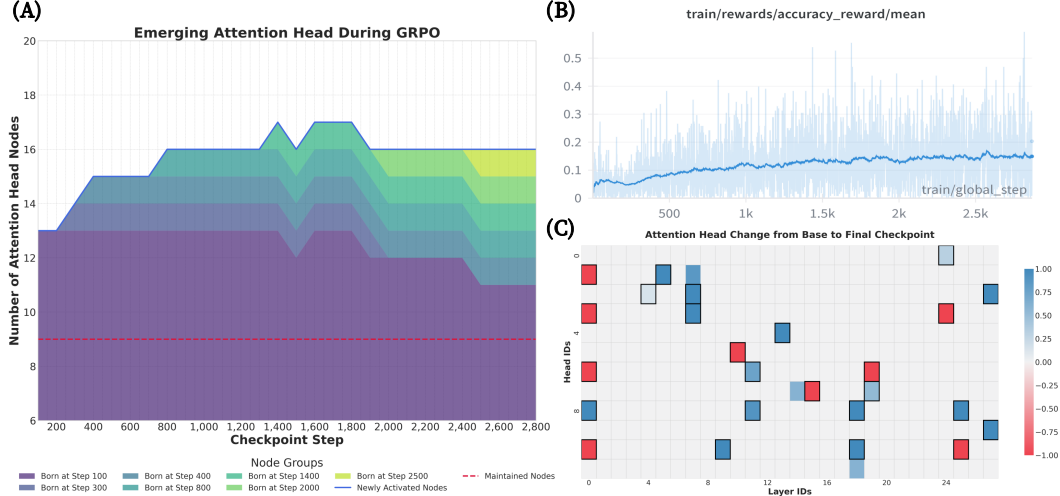 (A)
Emerging Attention Head During GRPO
Number of Attention Head Nodes
20
18
16
14
12
10
8
6
200 400 600 800 1,000 1,200 1,400 1,600 1,800 2,000 2,200 2,400 2,600 2,800
Checkpoint Step
Node Groups
Born at Step 100 Born at Step 400 Born at Step 1400 Born at Step 2500 Maintained Nodes
Born at Step 300 Born at Step 800 Born at Step 2000 Newly Activated Nodes
(B)
train/rewards/accuracy_reward/mean
0.5
0.4
0.3
0.2
0.1
0
train/global_step
500 1k 1.5k 2k 2.5k
(C)
Attention Head Change from Base to Final Checkpoint
Head IDs
0
4
8
0 4 8 12 16 20 24
Layer IDs
1.00
0.75
0.50
0.25
0.00
−0.25
−0.50
−0.75
−1.00